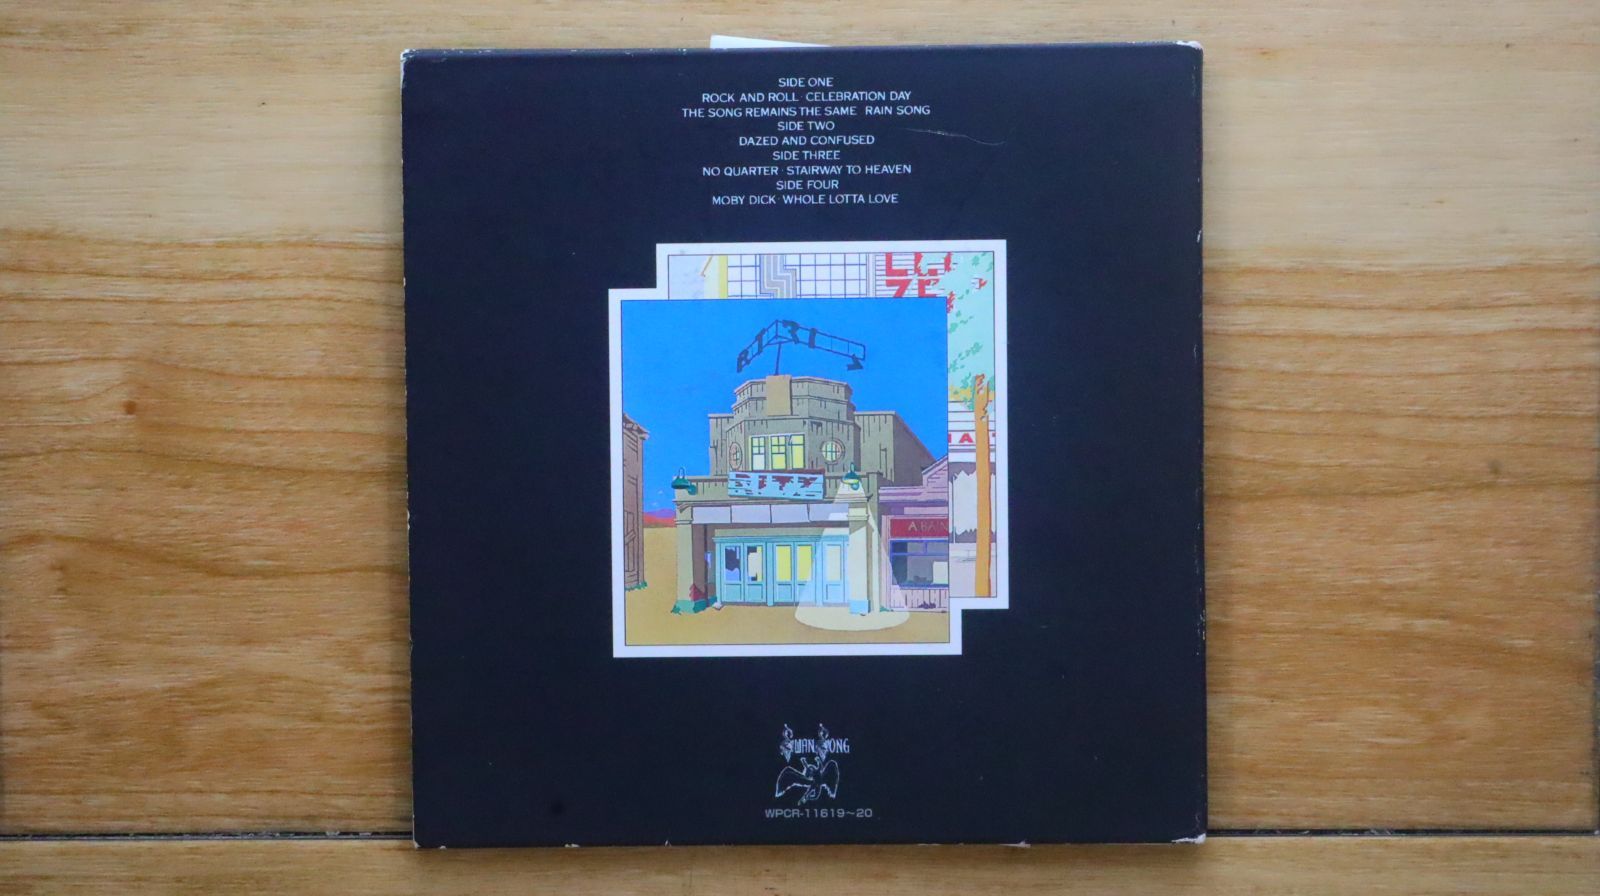 SIDE ONE
ROCK AND ROLL · CELEBRATION DAY
THE SONG REMAINS THE SAME RAIN SONG
SIDE TWO
DAZED AND CONFUSED
SIDE THREE
NO QUARTER · STAIRWAY TO HEAVEN
SIDE FOUR
MOBY DICK · WHOLE LOTTA LOVE
SWAN SONG
WPCR-11619~20